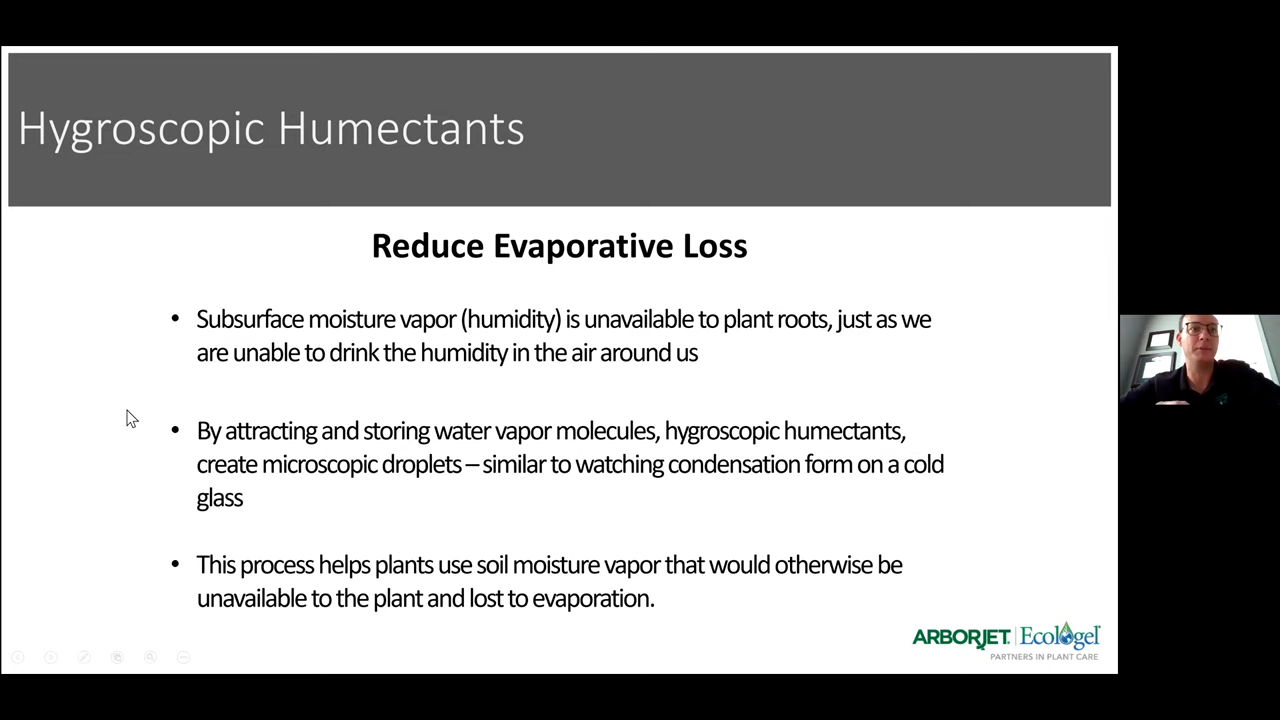 Hygroscopic Humectants
Reduce Evaporative Loss
• Subsurface moisture vapor (humidity) is unavailable to plant roots, just as we
are unable to drink the humidity in the air around us
• By attracting and storing water vapor molecules, hygroscopic humectants,
create microscopic droplets – similar to watching condensation form on a cold
glass
• This process helps plants use soil moisture vapor that would otherwise be
unavailable to the plant and lost to evaporation.
ARBORJET | Ecologel
PARTNERS IN PLANT CARE